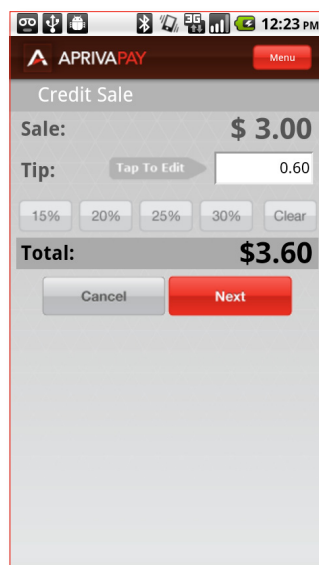 3G 12:23 PM
APRIVAPAY Menu
Credit Sale
Sale: $ 3.00
Tip: Tap To Edit 0.60
15% 20% 25% 30% Clear
Total: $3.60
Cancel Next